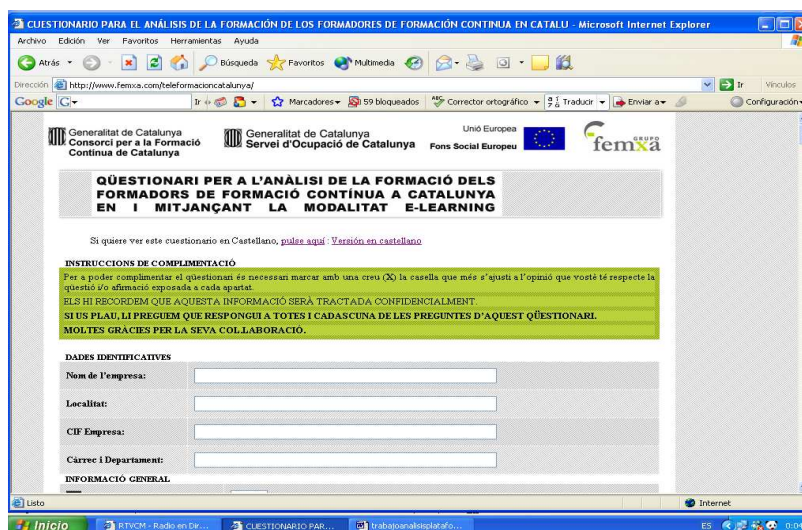 CUESTIONARIO PARA EL ANÁLISIS DE LA FORMACIÓN DE LOS FORMADORES DE FORMACIÓN CONTINUA EN CATALU - Microsoft Internet Explorer
Archivo Edición Ver Favoritos Herramientas Ayuda
Atrás Búsqueda Favoritos Multimedia
Dirección http://www.femxa.com/teleformacioncatalunya/ Ir Vínculos
Google G Ir Marcadores 59 bloqueados Corrector ortográfico Traducir Enviar a Configuración
Generalitat de Catalunya
Consorci per a la Formació
Contínua de Catalunya
Generalitat de Catalunya
Servei d'Ocupació de Catalunya
Unió Europea
Fons Social Europeu
GRUPO
femxa
QÜESTIONARI PER A L'ANÀLISI DE LA FORMACIÓ DELS
FORMADORS DE FORMACIÓ CONTÍNUA A CATALUNYA
EN I MITJANÇANT LA MODALITAT E-LEARNING
Si quiere ver este cuestionario en Castellano, pulse aquí : Versión en castellano
INSTRUCCIONS DE COMPLIMENTACIÓ
Per a poder complimentar el qüestionari és necessari marcar amb una creu (X) la casella que més s'ajusti a l'opinió que vosté té respecte la
qüestió i/o afirmació exposada a cada apartat.
ELS HI RECORDEM QUE AQUESTA INFORMACIÓ SERÀ TRACTADA CONFIDENCIALMENT.
SI US PLAU, LI PREGUEM QUE RESPONGUI A TOTES I CADASCUNA DE LES PREGUNTES D'AQUEST QÜESTIONARI.
MOLTES GRÀCIES PER LA SEVA COL.LABORACIÓ.
DADES IDENTIFICATIVES
Nom de l'empresa:
Localitat:
CIF Empresa:
Càrrec i Departament:
INFORMACIÓ GENERAL
Listo Internet
Inicio RTVCM - Radio en Dir... CUESTIONARIO PAR... trabajoanalisisplatafo... ES 0:04